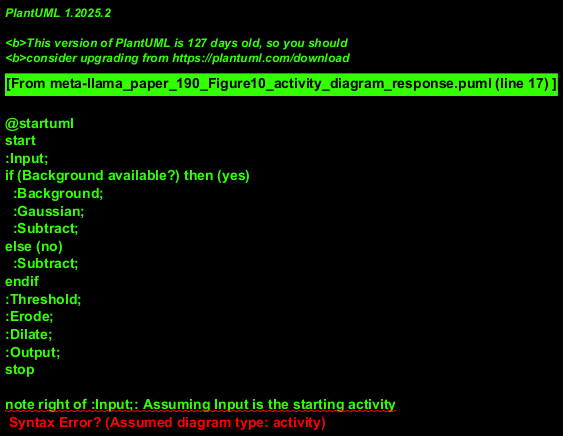 PlantUML 1.2025.2
<b>This version of PlantUML is 127 days old, so you should
<b>consider upgrading from https://plantuml.com/download
[From meta-llama_paper_190_Figure10_activity_diagram_response.puml (line 17) ]
@startuml
start
:Input;
if (Background available?) then (yes)
:Background;
:Gaussian;
:Subtract;
else (no)
:Subtract;
endif
:Threshold;
:Erode;
:Dilate;
:Output;
stop
note right of :Input;: Assuming Input is the starting activity
Syntax Error? (Assumed diagram type: activity)